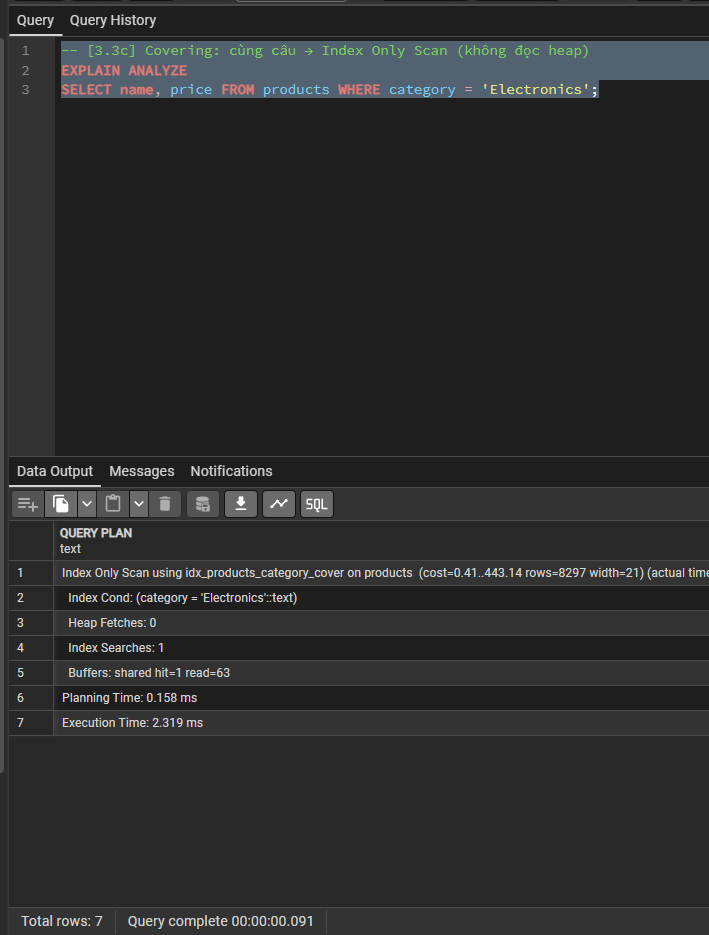 Query Query History
1 -- [3.3c] Covering: cùng câu → Index Only Scan (không đọc heap)
2 EXPLAIN ANALYZE
3 SELECT name, price FROM products WHERE category = 'Electronics';
Data Output Messages Notifications
SQL
QUERY PLAN
text
1 Index Only Scan using idx_products_category_cover on products (cost=0.41..443.14 rows=8297 width=21) (actual time
2 Index Cond: (category = 'Electronics'::text)
3 Heap Fetches: 0
4 Index Searches: 1
5 Buffers: shared hit=1 read=63
6 Planning Time: 0.158 ms
7 Execution Time: 2.319 ms
Total rows: 7 Query complete 00:00:00.091